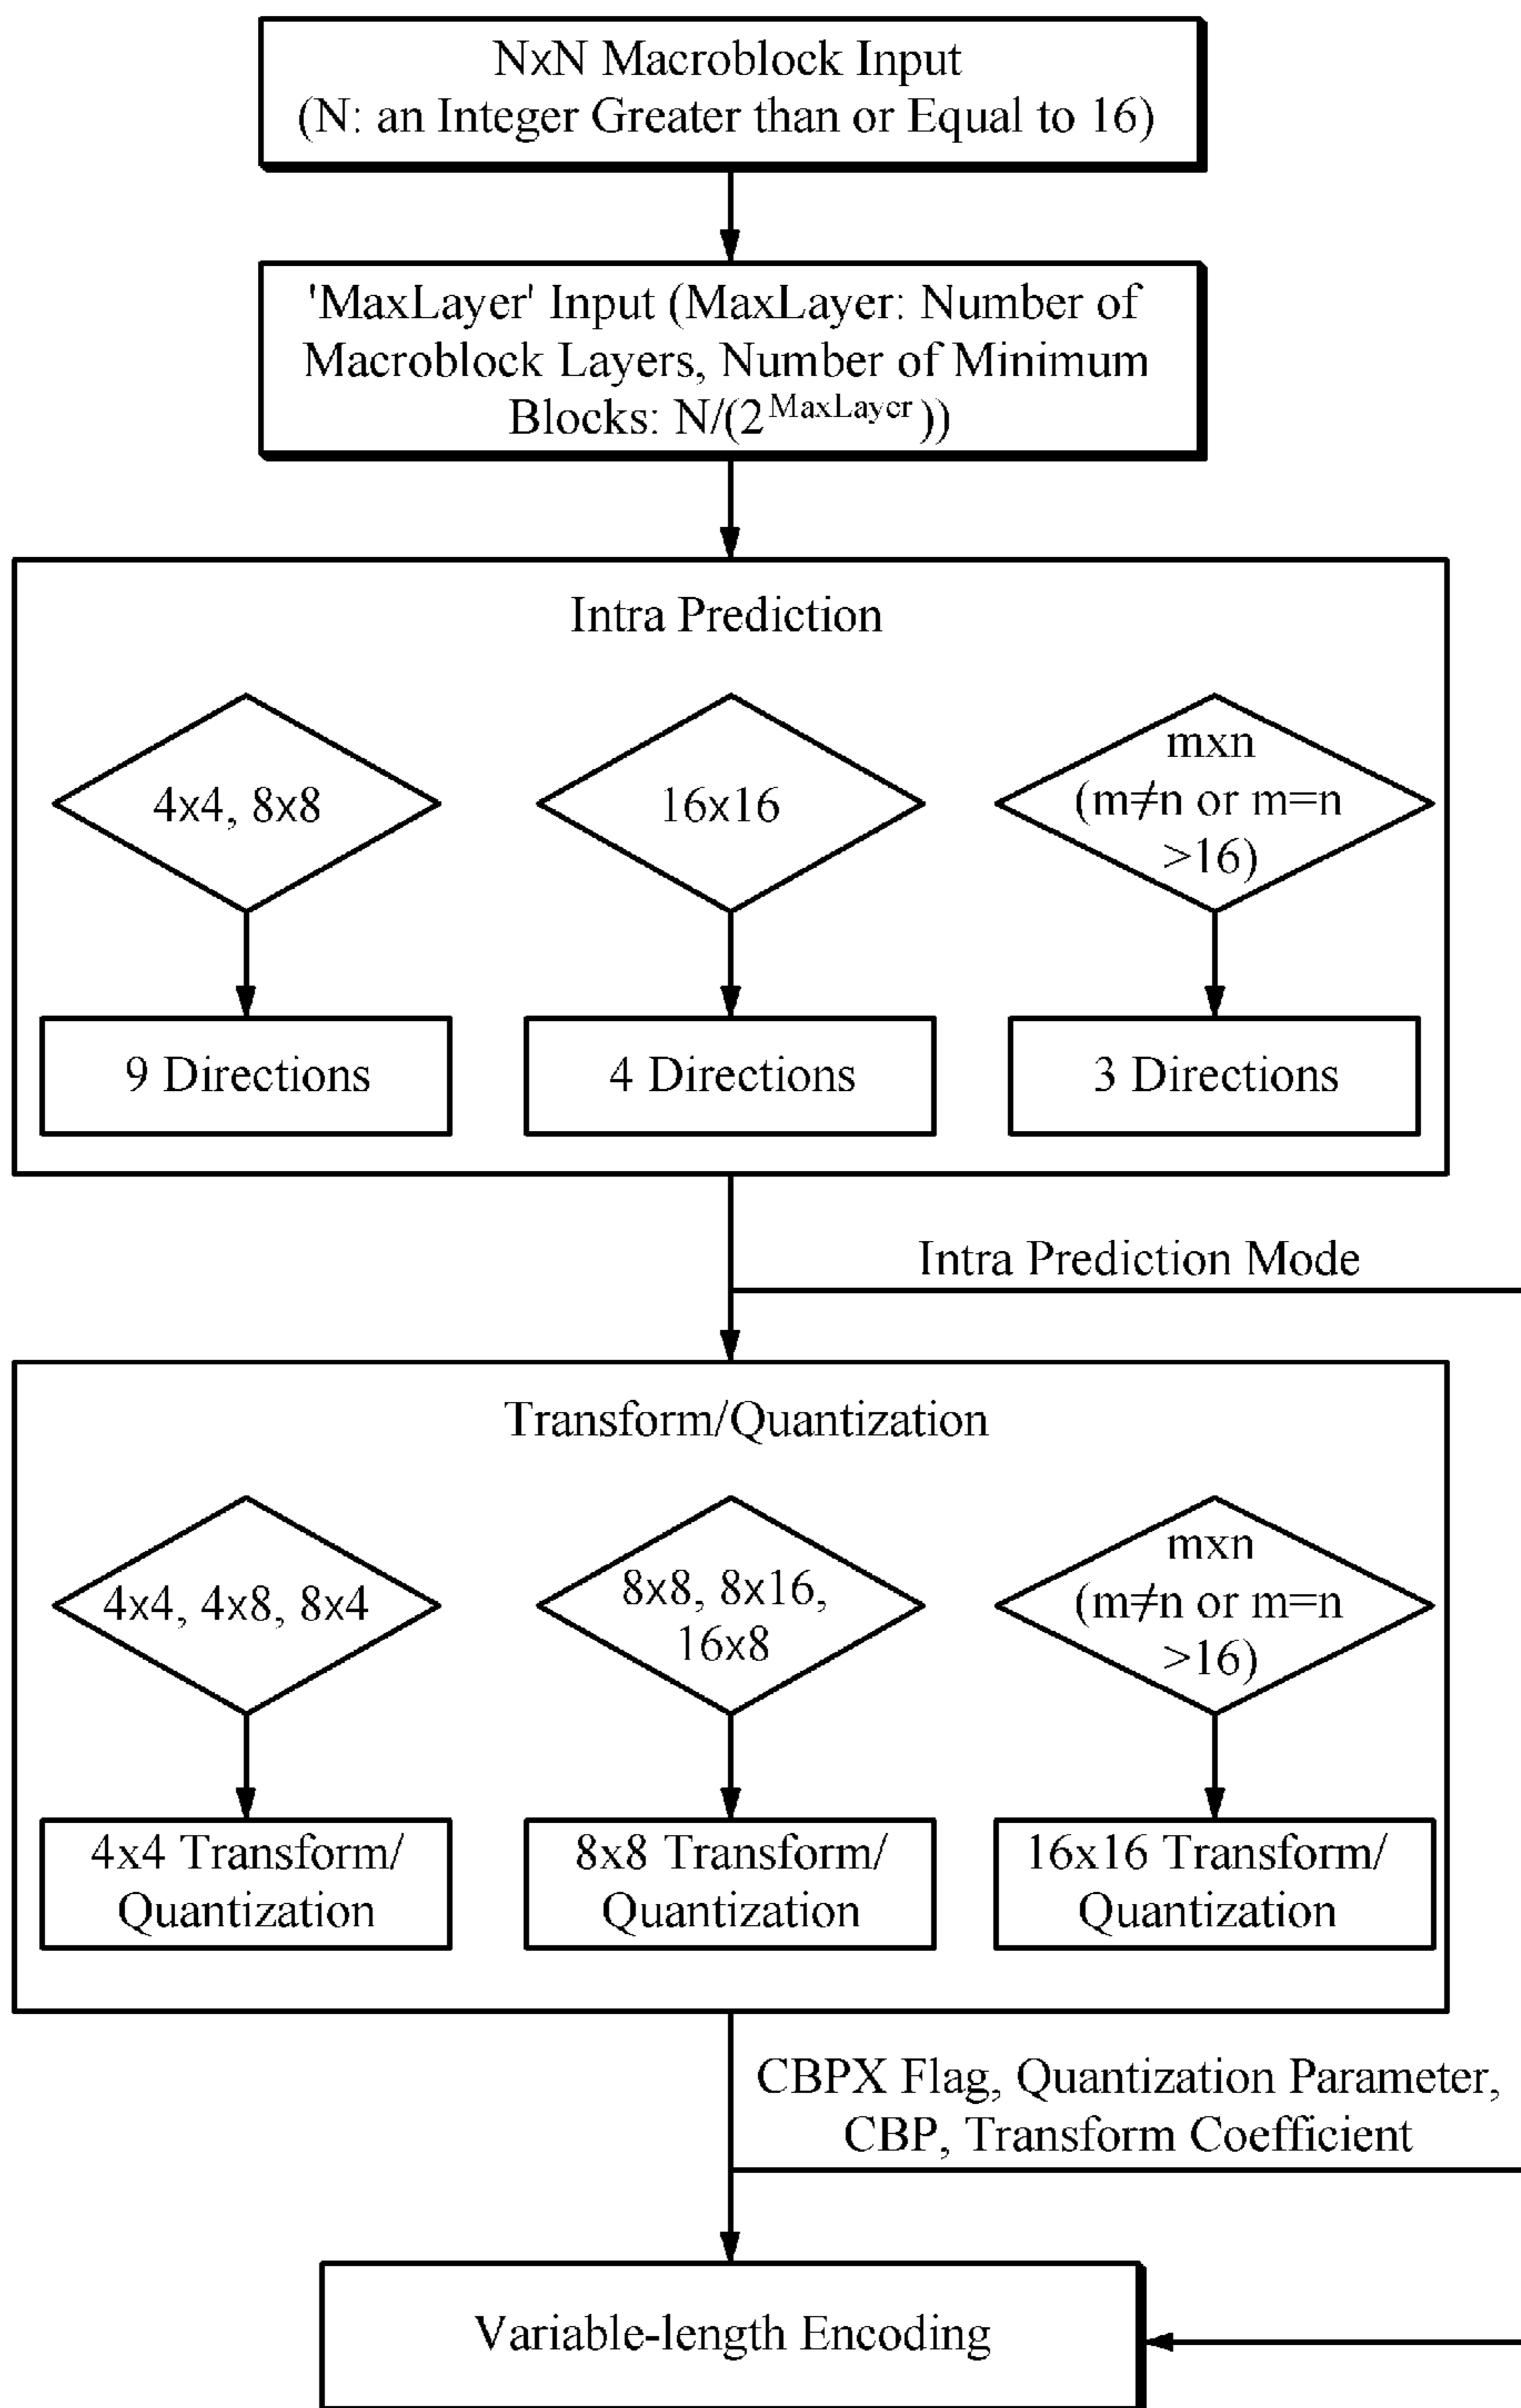 NxN Macroblock Input
(N: an Integer Greater than or Equal to 16)
'MaxLayer' Input (MaxLayer: Number of
Macroblock Layers, Number of Minimum
Blocks: N/(2^MaxLayer))
Intra Prediction
4x4, 8x8
16x16
mxn
(m≠n or m=n
>16)
9 Directions
4 Directions
3 Directions
Intra Prediction Mode
Transform/Quantization
4x4, 4x8, 8x4
8x8, 8x16,
16x8
mxn
(m≠n or m=n
>16)
4x4 Transform/
Quantization
8x8 Transform/
Quantization
16x16 Transform/
Quantization
CBPX Flag, Quantization Parameter,
CBP, Transform Coefficient
Variable-length Encoding